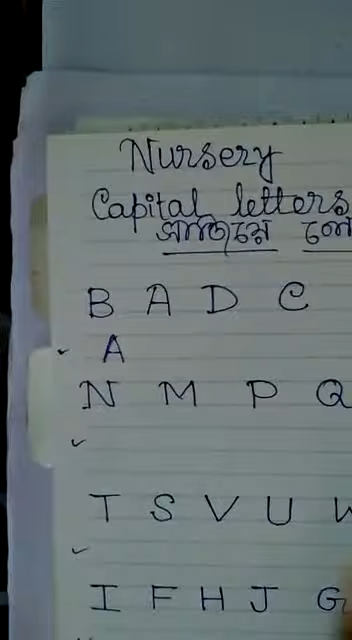 Nursery
Capital letters
সাজিয়ে লে
B A D C
A
N M P Q
T S V U W
I F H J G